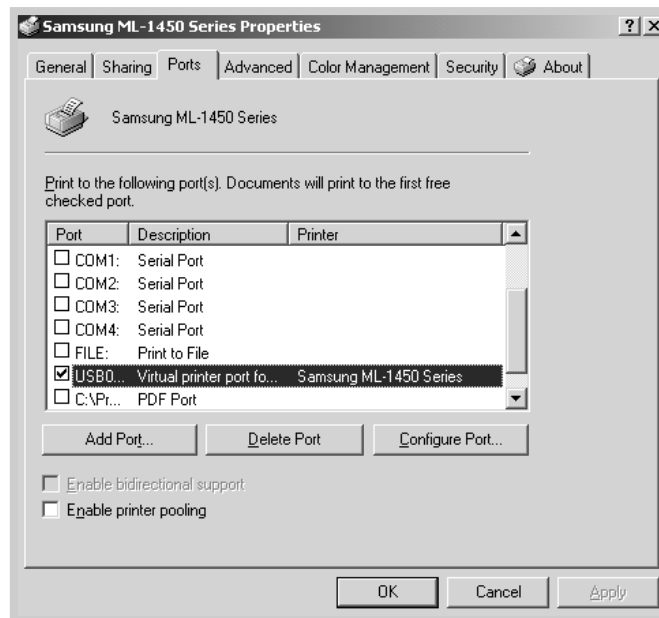 Samsung ML-1450 Series Properties
General Sharing Ports Advanced Color Management Security About
Samsung ML-1450 Series
Print to the following port(s). Documents will print to the first free
checked port.
Port Description Printer
COM1: Serial Port
COM2: Serial Port
COM3: Serial Port
COM4: Serial Port
FILE: Print to File
USB0... Virtual printer port fo... Samsung ML-1450 Series
C:\Pr... PDF Port
Add Port... Delete Port Configure Port...
Enable bidirectional support
Enable printer pooling
OK Cancel Apply